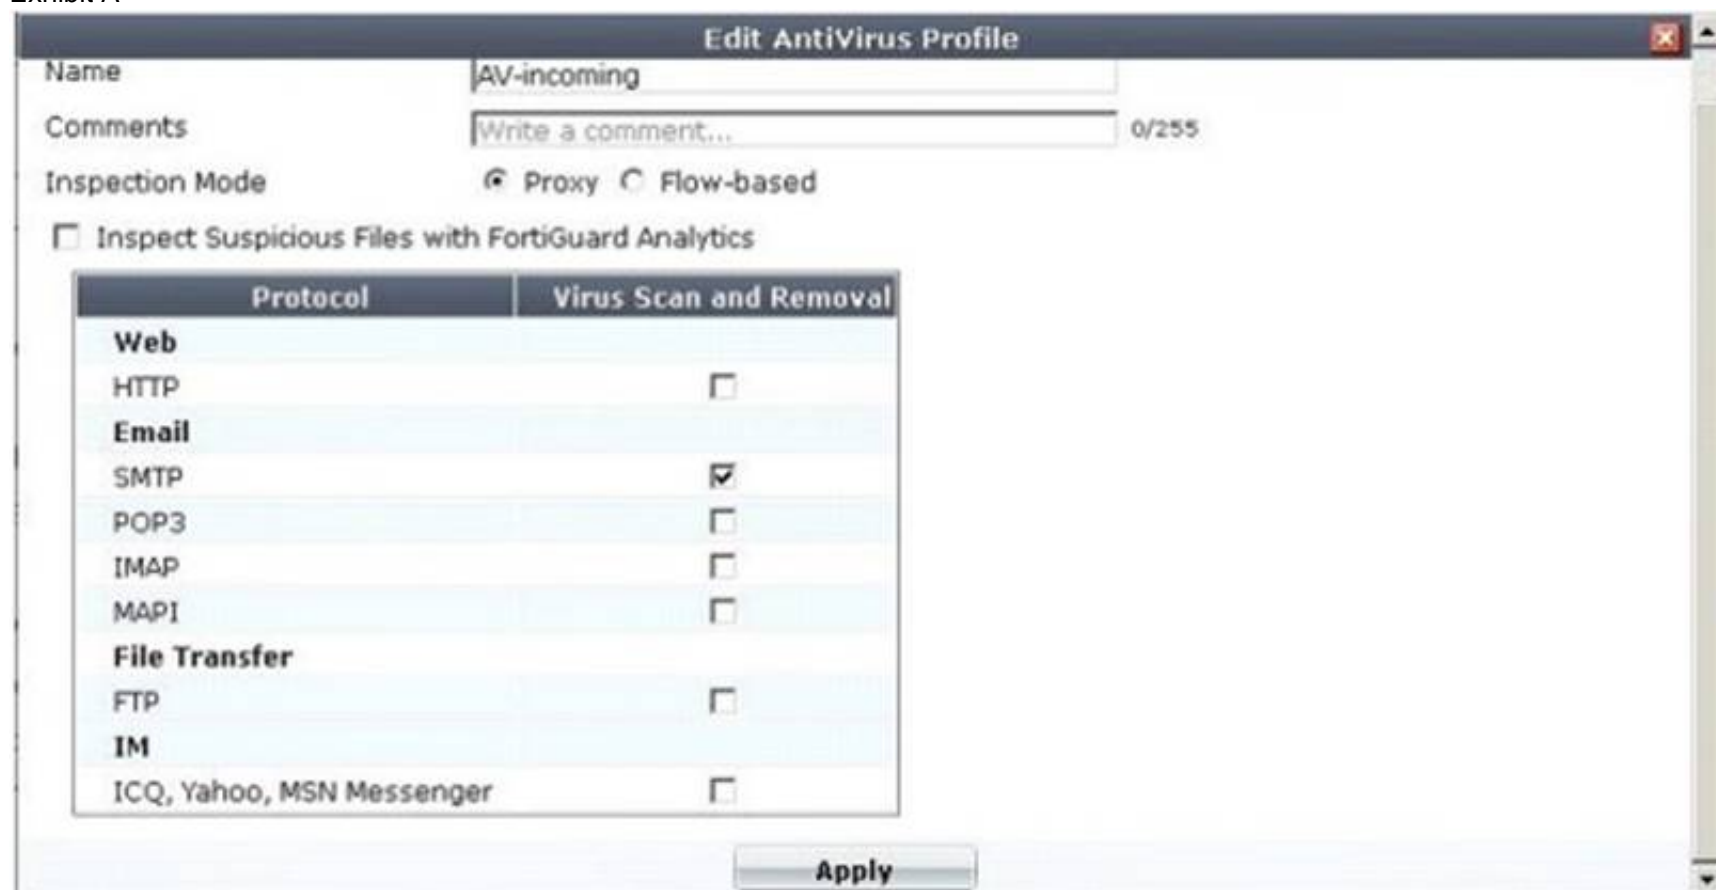 Edit AntiVirus Profile
Name AV-incoming
Comments Write a comment... 0/255
Inspection Mode Proxy Flow-based
Inspect Suspicious Files with FortiGuard Analytics
Protocol Virus Scan and Removal
Web
HTTP
Email
SMTP
POP3
IMAP
MAPI
File Transfer
FTP
IM
ICQ, Yahoo, MSN Messenger
Apply